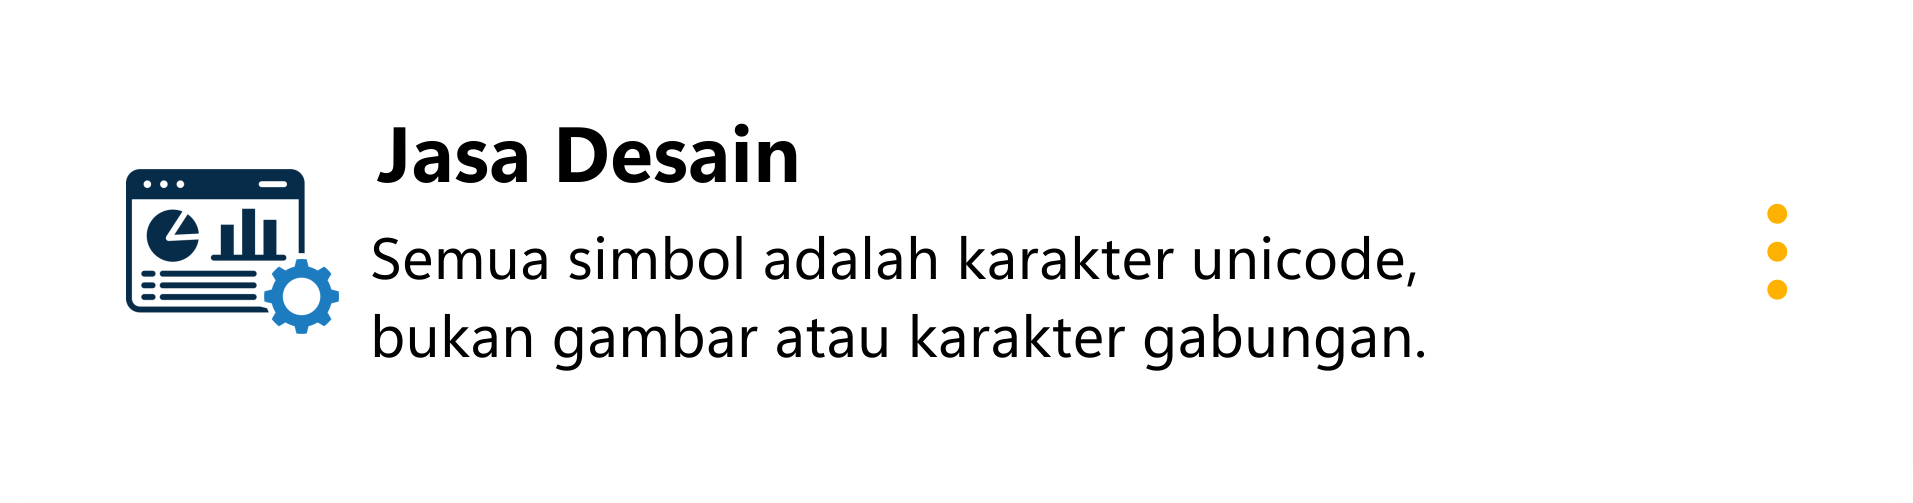 Jasa Desain
Semua simbol adalah karakter unicode,
bukan gambar atau karakter gabungan.